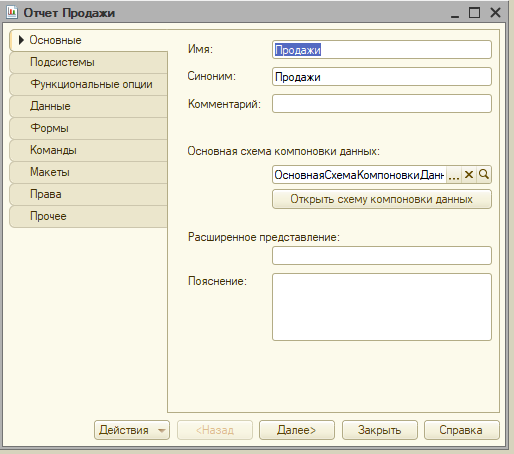 Отчет Продажи
Основные
Подсистемы
Функциональные опции
Данные
Формы
Команды
Макеты
Права
Прочее
Имя: Продажи
Синоним: Продажи
Комментарий:
Основная схема компоновки данных:
ОсновнаяСхемаКомпоновкиДанн ...
Открыть схему компоновки данных
Расширенное представление:
Пояснение:
Действия <Назад Далее> Закрыть Справка